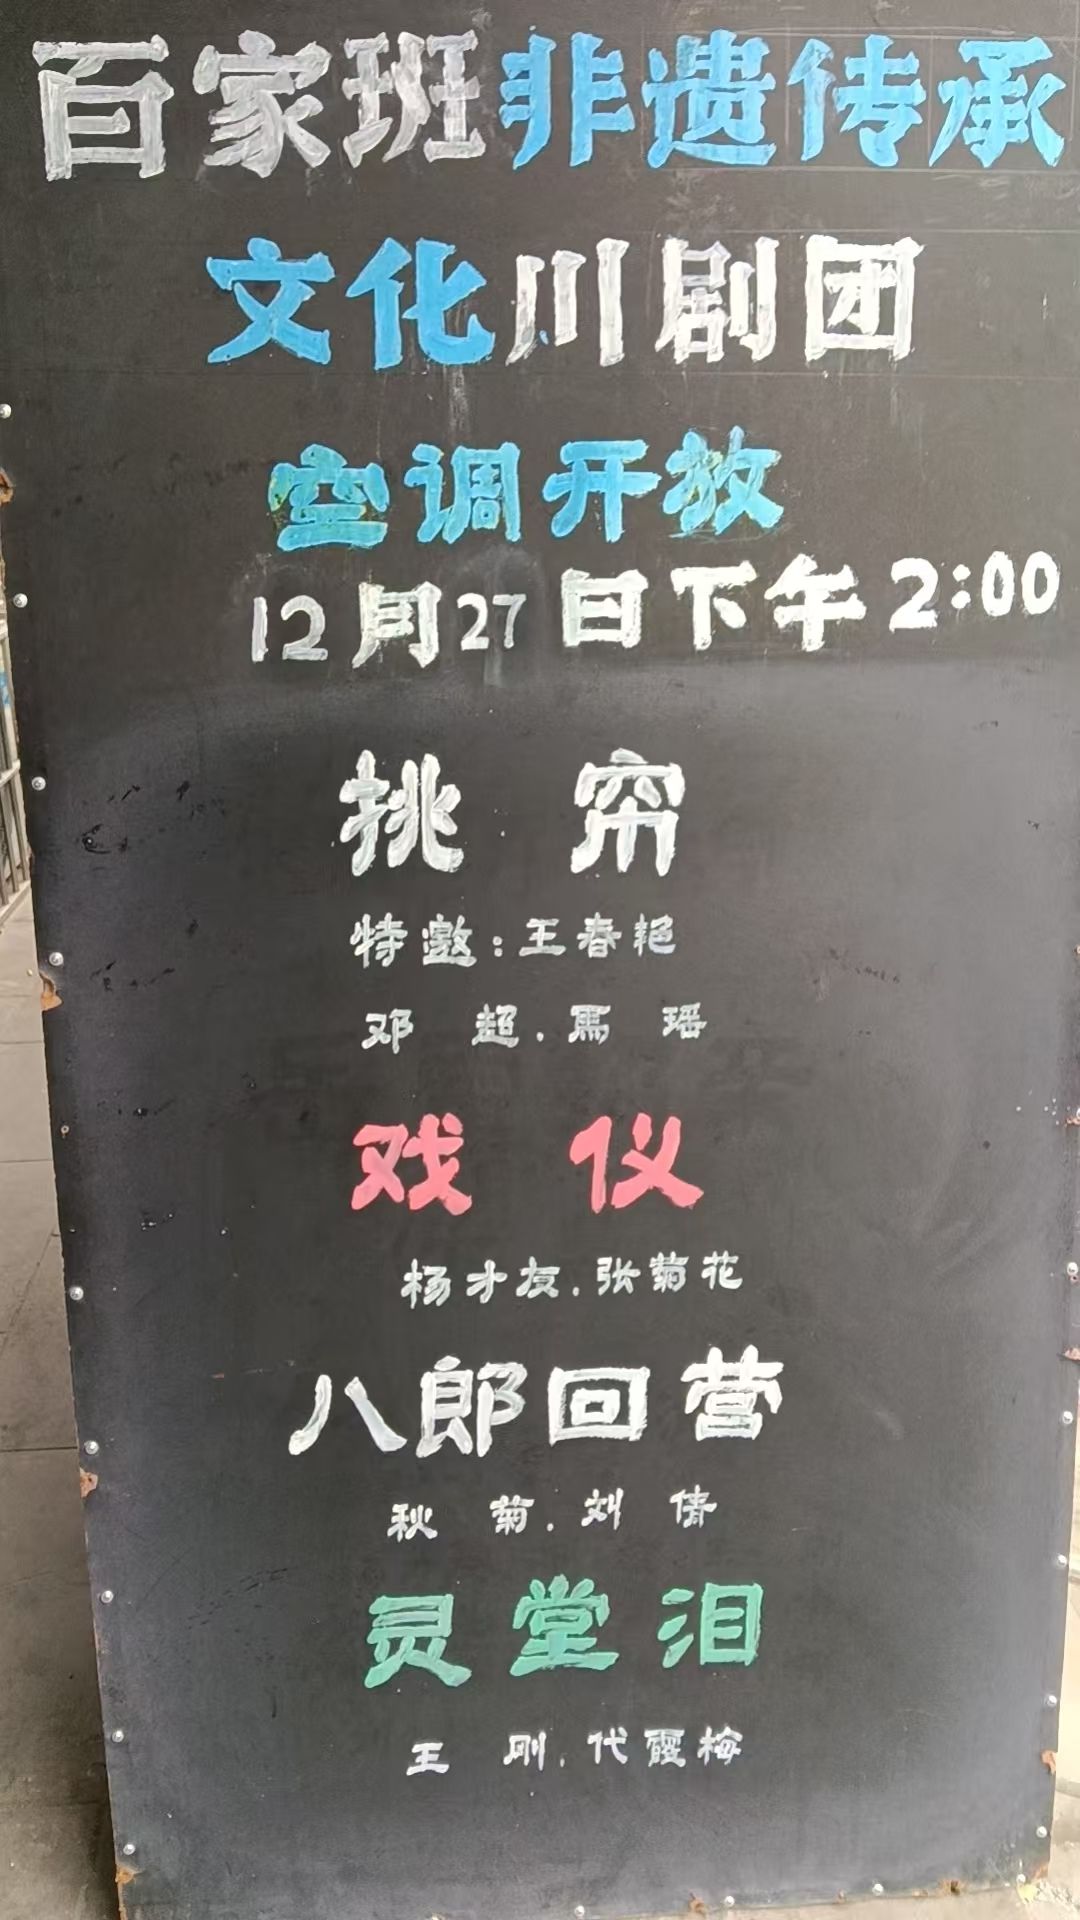 百家班非遗传承
文化川剧团
空调开放
12月27日下午2:00
挑帘
特邀:王春艳
邓超.马瑶
戏仪
杨才友.张菊花
八郎回营
秋菊.刘倩
灵堂泪
王刚.代霞梅